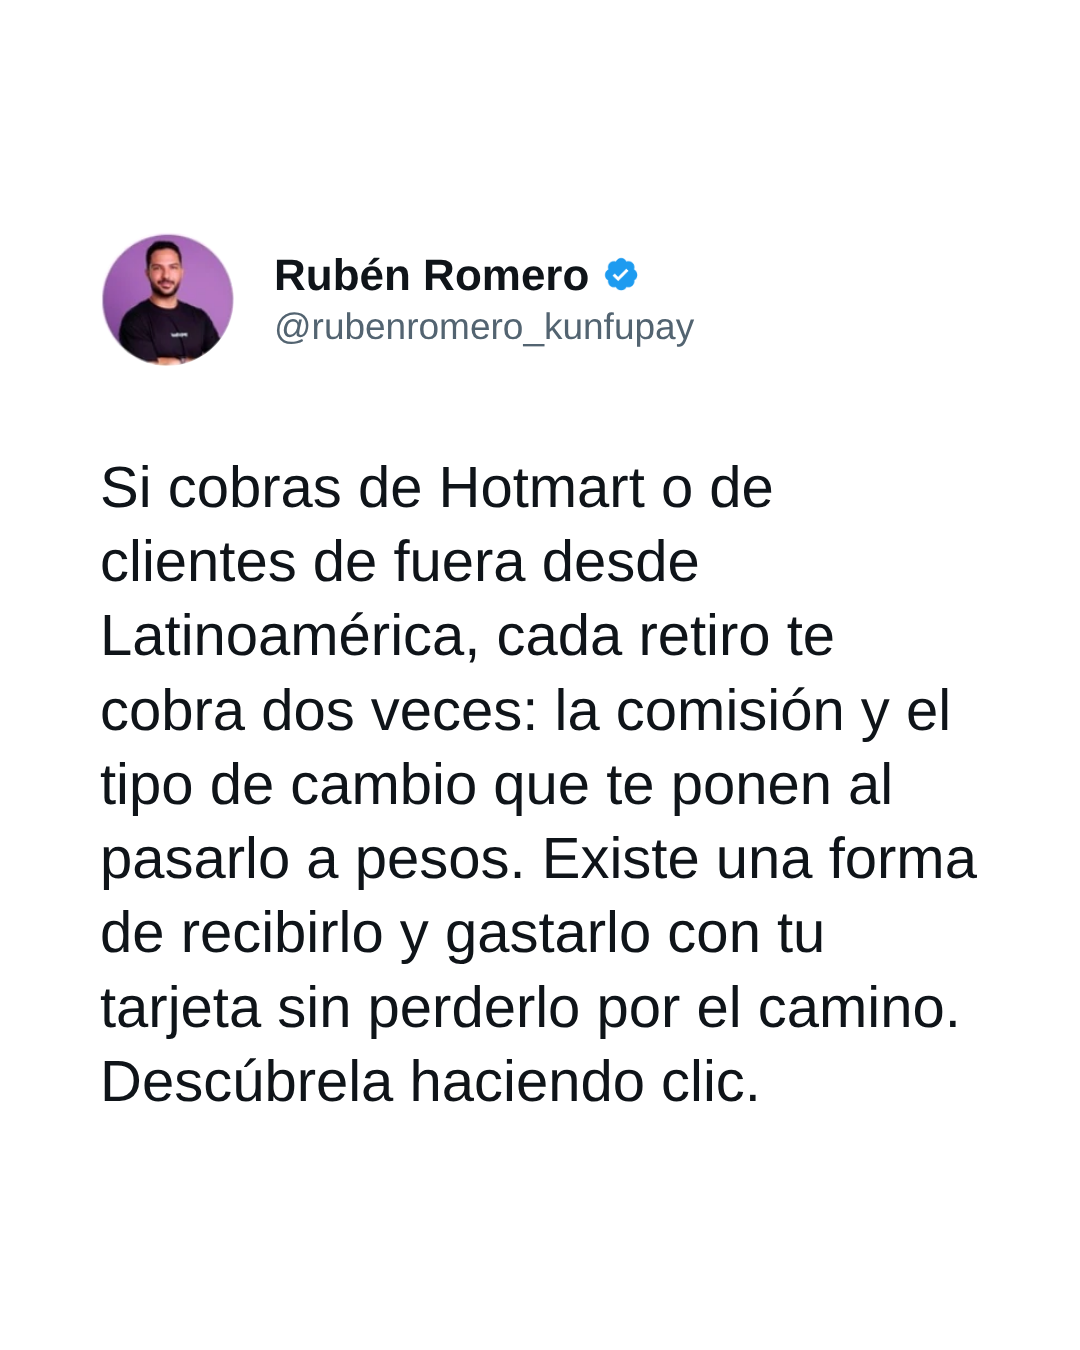 Rubén Romero
@rubenromero_kunfupay
Si cobras de Hotmart o de
clientes de fuera desde
Latinoamérica, cada retiro te
cobra dos veces: la comisión y el
tipo de cambio que te ponen al
pasarlo a pesos. Existe una forma
de recibirlo y gastarlo con tu
tarjeta sin perderlo por el camino.
Descúbrela haciendo clic.